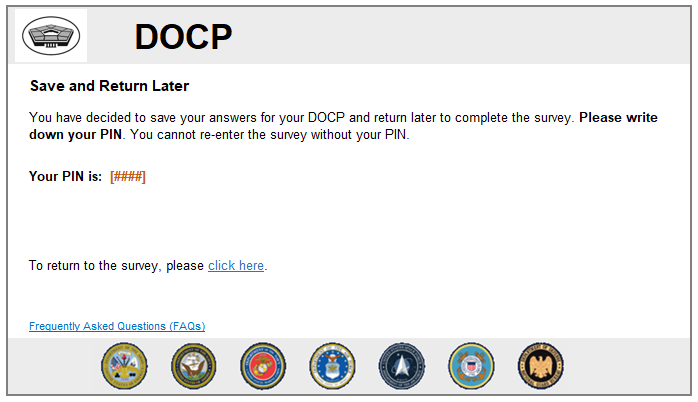 DOCP
Save and Return Later
You have decided to save your answers for your DOCP and return later to complete the survey. Please write
down your PIN. You cannot re-enter the survey without your PIN.
Your PIN is: [####]
To return to the survey, please click here.
Frequently Asked Questions (FAQs)